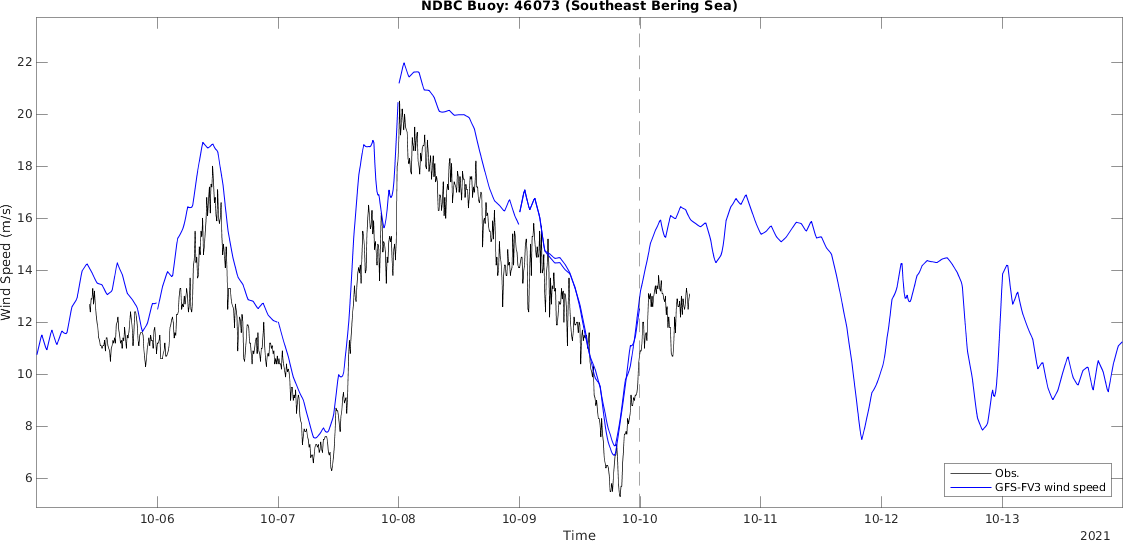 NDBC Buoy: 46073 (Southeast Bering Sea)
22
20
18
16
14
12
10
8
6
Wind Speed (m/s)
10-06 10-07 10-08 10-09 10-10 10-11 10-12 10-13
Time
2021
Obs.
GFS-FV3 wind speed